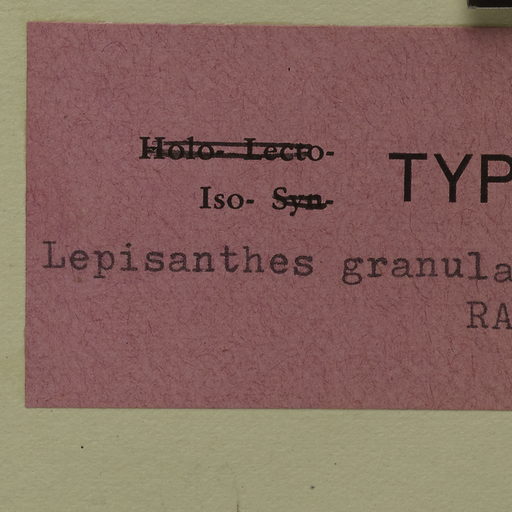 Holo- Lecto-
Iso- Syn-
TYP
Lepisanthes granula
RA